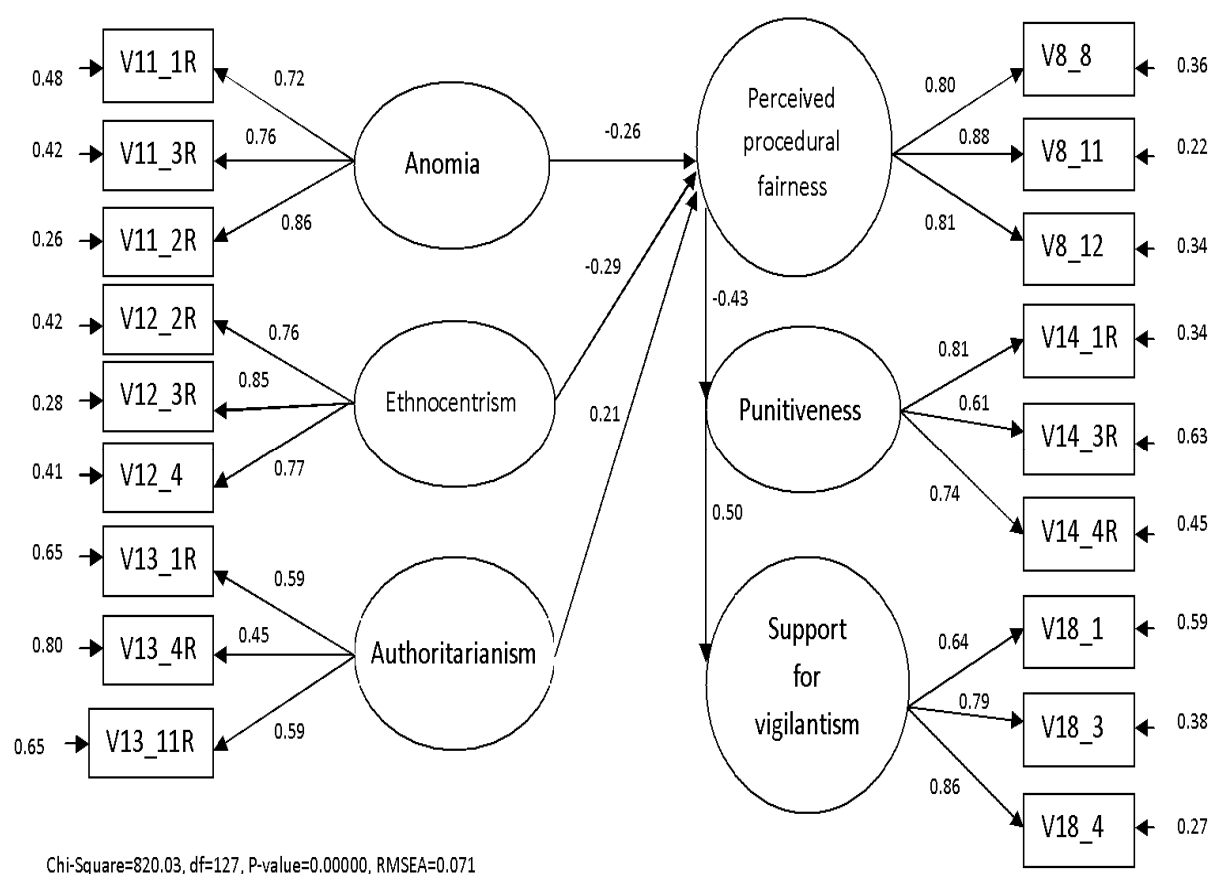 0.48
V11_1R
0.72
0.42
V11_3R
0.76
0.26
V11_2R
0.86
Anomia
-0.26
0.42
V12_2R
0.76
0.28
V12_3R
0.85
0.41
V12_4
0.77
Ethnocentrism
-0.29
0.65
V13_1R
0.59
0.80
V13_4R
0.45
0.65
V13_11R
0.59
Authoritarianism
0.21
Perceived
procedural
fairness
0.80
V8_8
0.36
0.88
V8_11
0.22
0.81
V8_12
0.34
-0.43
Punitiveness
0.81
V14_1R
0.34
0.61
V14_3R
0.63
0.74
V14_4R
0.45
0.50
Support
for
vigilantism
0.64
V18_1
0.59
0.79
V18_3
0.38
0.86
V18_4
0.27
Chi-Square=820.03, df=127, P-value=0.00000, RMSEA=0.071